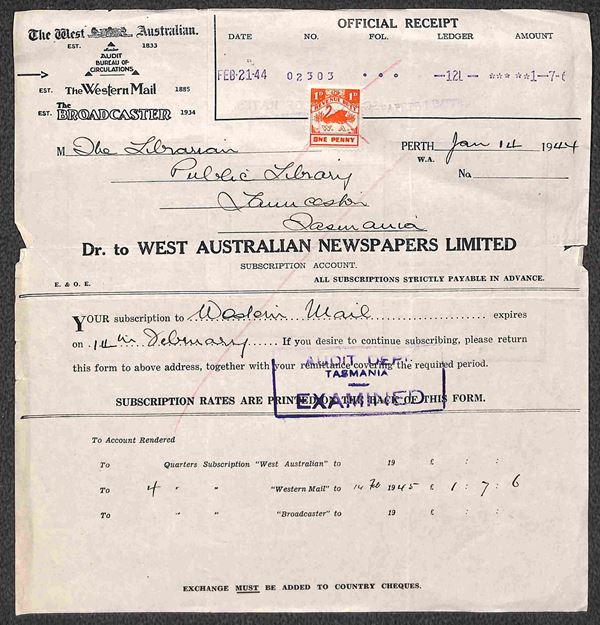 The West Australian.
EST. 1833
AUDIT
BUREAU OF
CIRCULATIONS
EST. The Western Mail 1885
EST. The BROADCASTER 1934
OFFICIAL RECEIPT
DATE NO. FOL. LEDGER AMOUNT
FEB-21-44 02303 • • • —12L— *** **1-7-6
1D REVENUE DUTY 1D
W.A.
ONE PENNY
M The Librarian
PERTH Jan 14 1944
W.A.
Public Library
No
Launceston
Tasmania
Dr. to WEST AUSTRALIAN NEWSPAPERS LIMITED
SUBSCRIPTION ACCOUNT.
E. & O. E. ALL SUBSCRIPTIONS STRICTLY PAYABLE IN ADVANCE.
YOUR subscription to Western Mail expires
on 14th February If you desire to continue subscribing, please return
this form to above address, together with your remittance covering the required period.
AUDIT DEPT.
TASMANIA
EXAMINED
SUBSCRIPTION RATES ARE PRINTED ON THE BACK OF THIS FORM.
To Account Rendered
To Quarters Subscription "West Australian" to 19 £ : :
To 4 " " "Western Mail" to 14 Feb 1945 £ 1 : 7 : 6
To " " "Broadcaster" to 19 £ : :
EXCHANGE MUST BE ADDED TO COUNTRY CHEQUES.